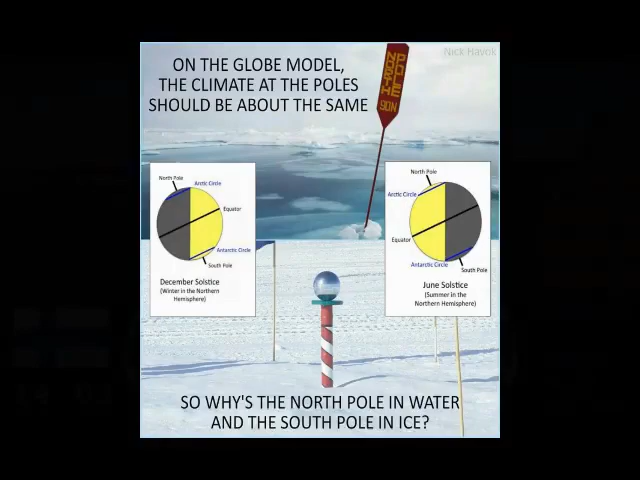 Nick Havok
ON THE GLOBE MODEL,
THE CLIMATE AT THE POLES
SHOULD BE ABOUT THE SAME
NORTH POLE
90N
North Pole
Arctic Circle
Equator
Antarctic Circle
South Pole
December Solstice
(Winter in the Northern
Hemisphere)
North Pole
Arctic Circle
Equator
Antarctic Circle
South Pole
June Solstice
(Summer in the
Northern Hemisphere)
SO WHY'S THE NORTH POLE IN WATER
AND THE SOUTH POLE IN ICE?